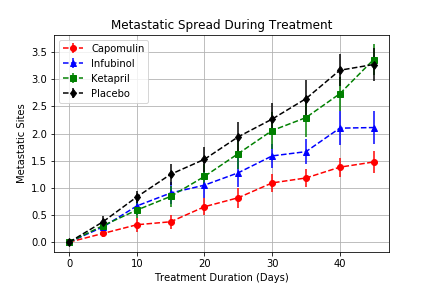 Metastatic Spread During Treatment
Capomulin
Infubinol
Ketapril
Placebo
Metastatic Sites
3.5
3.0
2.5
2.0
1.5
1.0
0.5
0.0
0 10 20 30 40
Treatment Duration (Days)